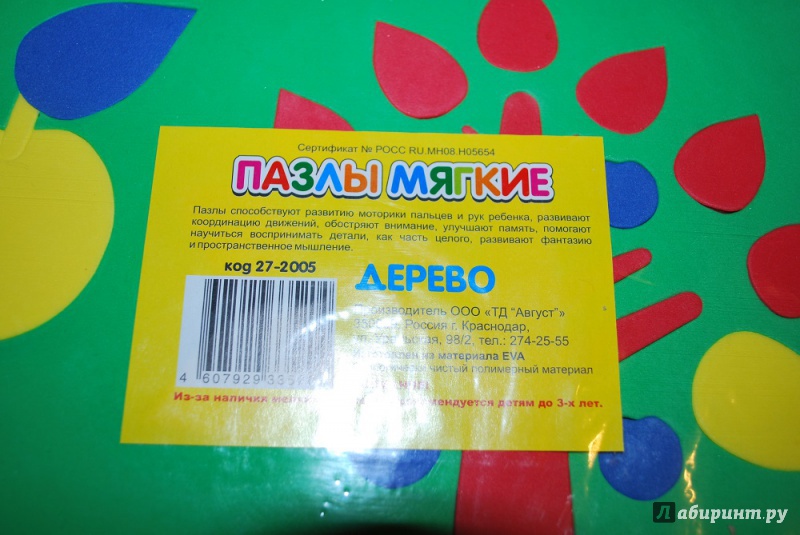 Сертификат № РОСС RU.МН08.Н05654
ПАЗЛЫ МЯГКИЕ
Пазлы способствуют развитию моторики пальцев и рук ребенка, развивают
координацию движений, обостряют внимание, улучшают память, помогают
научиться воспринимать детали, как часть целого, развивают фантазию
и пространственное мышление.
код 27-2005
ДЕРЕВО
Производитель ООО «ТД "Август"»
Россия г. Краснодар,
98/2, тел.: 274-25-55
Изготовлен из материала EVA
чистый полимерный материал
4 607929
Из-за наличия детям до 3-х лет.
Лабиринт.ру